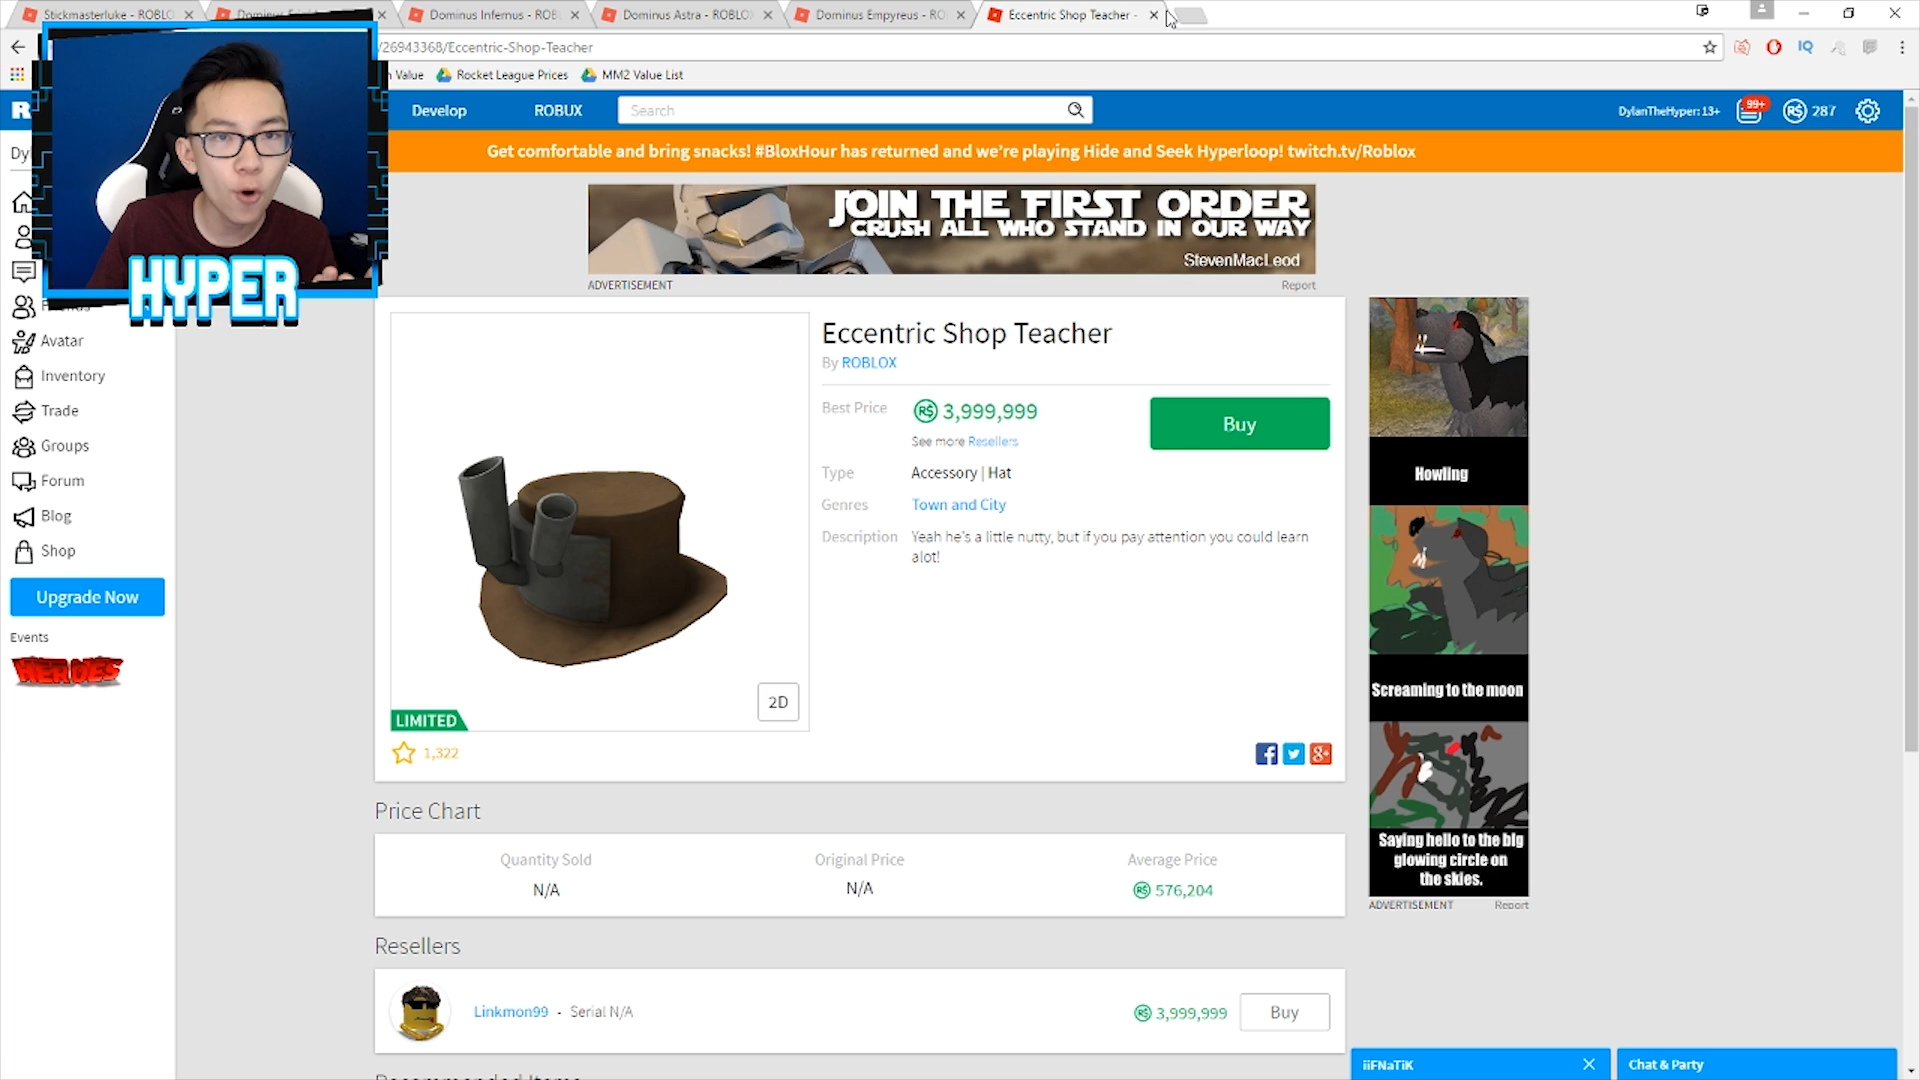 Stickmasterluke - ROBLO
Dominus Infernus - ROB
Dominus Astra - ROBLO
Dominus Empyreus - RO
Eccentric Shop Teacher -
/26943368/Eccentric-Shop-Teacher
IQ
Value
Rocket League Prices
MM2 Value List
R
Develop
ROBUX
Search
DylanTheHyper: 13+
99+
R$ 287
Get comfortable and bring snacks! #BloxHour has returned and we're playing Hide and Seek Hyperloop! twitch.tv/Roblox
Dy
HYPER
JOIN THE FIRST ORDER
CRUSH ALL WHO STAND IN OUR WAY
StevenMacLeod
ADVERTISEMENT
Report
Avatar
Inventory
Trade
Groups
Forum
Blog
Shop
Upgrade Now
Events
HEROES
Eccentric Shop Teacher
By ROBLOX
Best Price
R$ 3,999,999
Buy
See more Resellers
Type
Accessory | Hat
Genres
Town and City
Description
Yeah he's a little nutty, but if you pay attention you could learn
alot!
2D
LIMITED
1,322
Howling
Screaming to the moon
Saying hello to the big
glowing circle on
the skies.
ADVERTISEMENT
Report
Price Chart
Quantity Sold
N/A
Original Price
N/A
Average Price
R$ 576,204
Resellers
Linkmon99 - Serial N/A
R$ 3,999,999
Buy
iiFNaTiK
Chat & Party